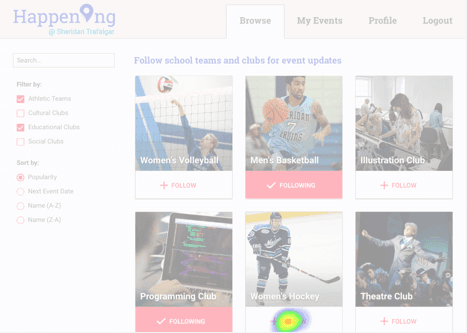 Happening
@ Sheridan Trafalgar
Browse
My Events
Profile
Logout
Search...
Filter by:
Athletic Teams
Cultural Clubs
Educational Clubs
Social Clubs
Sort by:
Popularity
Next Event Date
Name (A-Z)
Name (Z-A)
Follow school teams and clubs for event updates
Women's Volleyball
FOLLOW
Men's Basketball
FOLLOWING
Illustration Club
FOLLOW
Programming Club
FOLLOWING
Women's Hockey
Theatre Club
FOLLOW